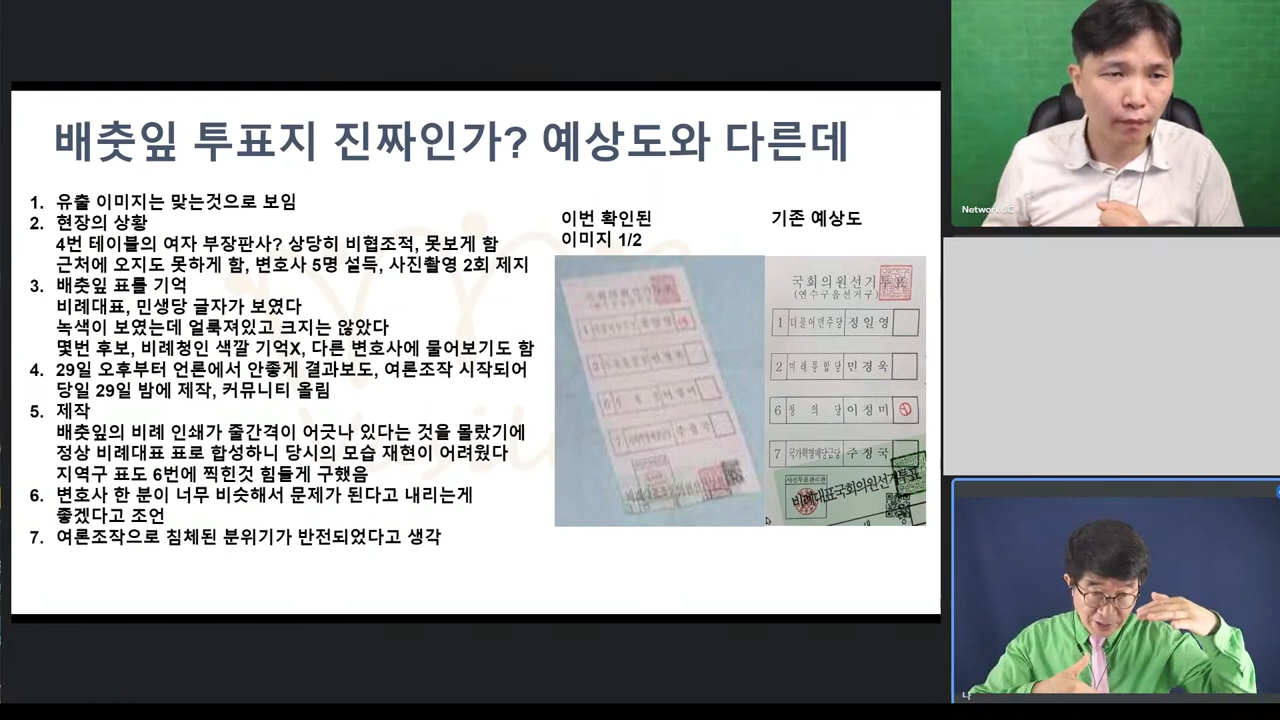 배춧잎 투표지 진짜인가? 예상도와 다른데
1. 유출 이미지는 맞는것으로 보임
2. 현장의 상황
4번 테이블의 여자 부장판사? 상당히 비협조적, 못보게 함
근처에 오지도 못하게 함, 변호사 5명 설득, 사진촬영 2회 제지
3. 배춧잎 표를 기억
비례대표, 민생당 글자가 보였다
녹색이 보였는데 얼룩져있고 크지는 않았다
몇번 후보, 비례청인 색깔 기억X, 다른 변호사에 물어보기도 함
4. 29일 오후부터 언론에서 안좋게 결과보도, 여론조작 시작되어
당일 29일 밤에 제작, 커뮤니티 올림
5. 제작
배춧잎의 비례 인쇄가 줄간격이 어긋나 있다는 것을 몰랐기에
정상 비례대표 표로 합성하니 당시의 모습 재현이 어려웠다
지역구 표도 6번에 찍힌것 힘들게 구했음
6. 변호사 한 분이 너무 비슷해서 문제가 된다고 내리는게
좋겠다고 조언
7. 여론조작으로 침체된 분위기가 반전되었다고 생각
이번 확인된
이미지 1/2
기존 예상도
국회의원선거투표
(연수구을선거구)
1 더불어민주당 정일영
2 미래통합당 민경욱
6 정의당 이정미
7 국가혁명배당금당 주정국
사전투표관리관
비례대표국회의원선거투표
Network
나